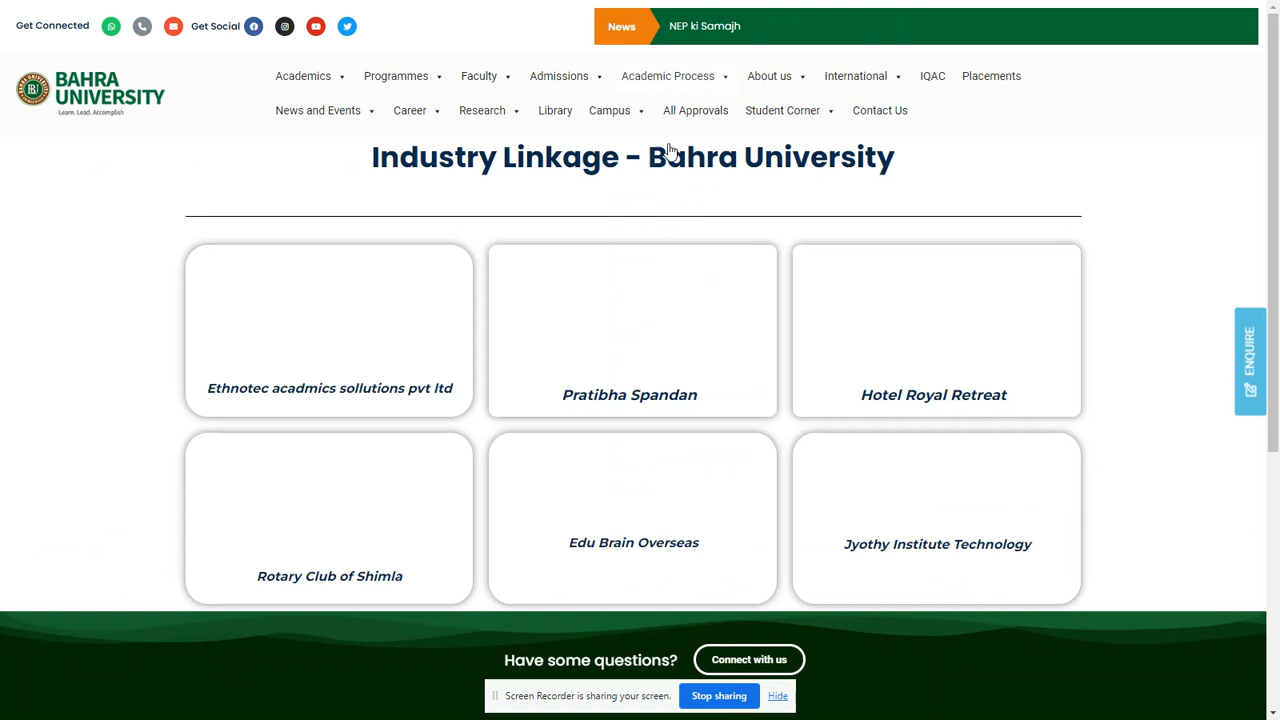 Get Connected Get Social News NEP ki Samajh
BAHRA
UNIVERSITY
Learn. Lead. Accomplish
Academics Programmes Faculty Admissions Academic Process About us International IQAC Placements
News and Events Career Research Library Campus All Approvals Student Corner Contact Us
Industry Linkage - Bahra University
Ethnotec acadmics sollutions pvt ltd
Pratibha Spandan
Hotel Royal Retreat
Rotary Club of Shimla
Edu Brain Overseas
Jyothy Institute Technology
ENQUIRE
Have some questions? Connect with us
Screen Recorder is sharing your screen. Stop sharing Hide